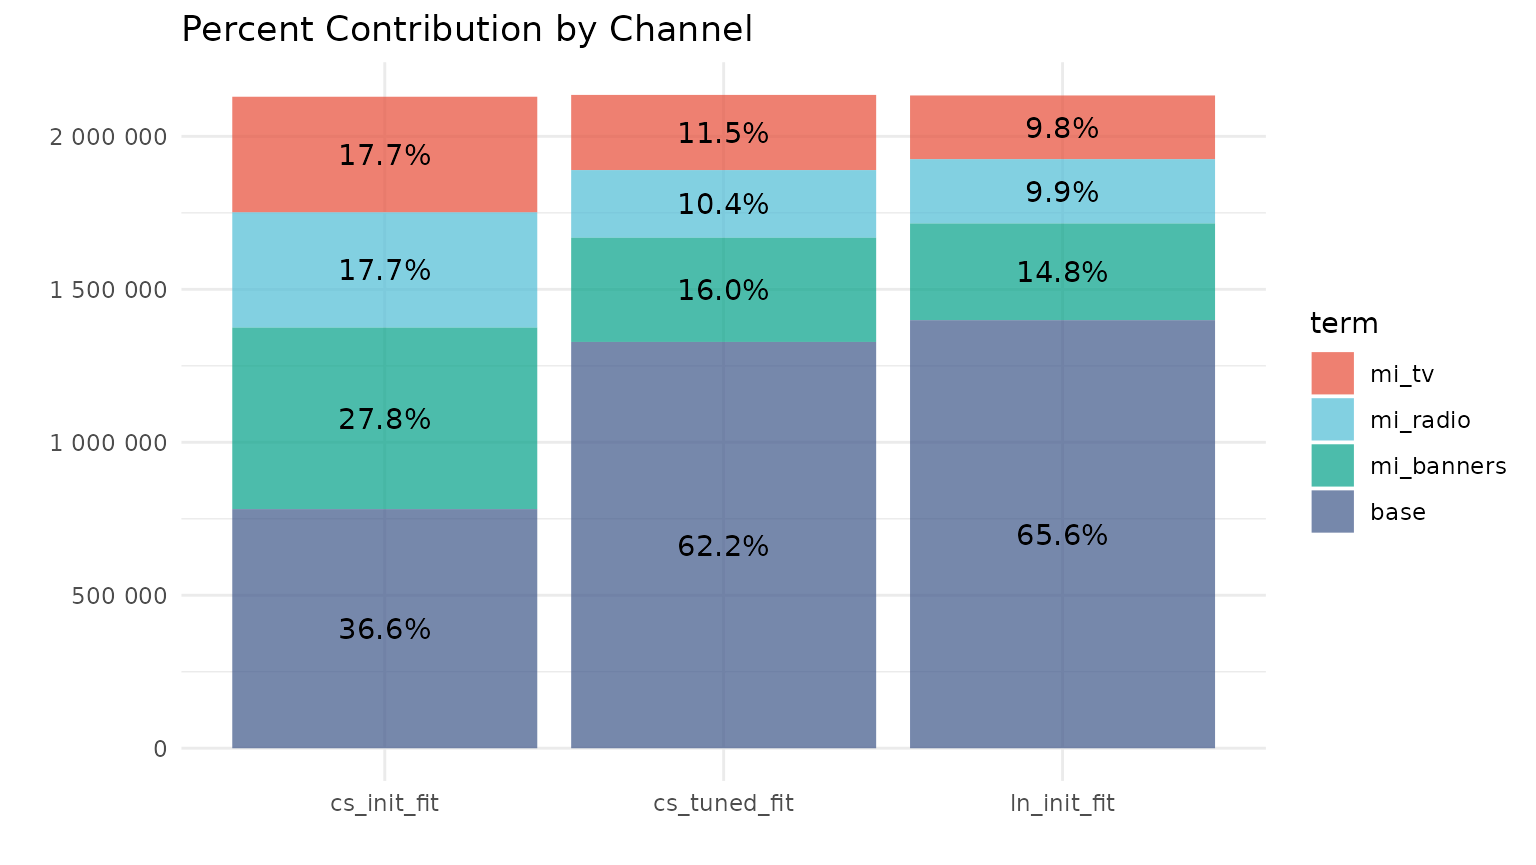 Percent Contribution by Channel
2 000 000
1 500 000
1 000 000
500 000
0
17.7%
17.7%
27.8%
36.6%
11.5%
10.4%
16.0%
62.2%
9.8%
9.9%
14.8%
65.6%
cs_init_fit
cs_tuned_fit
ln_init_fit
term
mi_tv
mi_radio
mi_banners
base